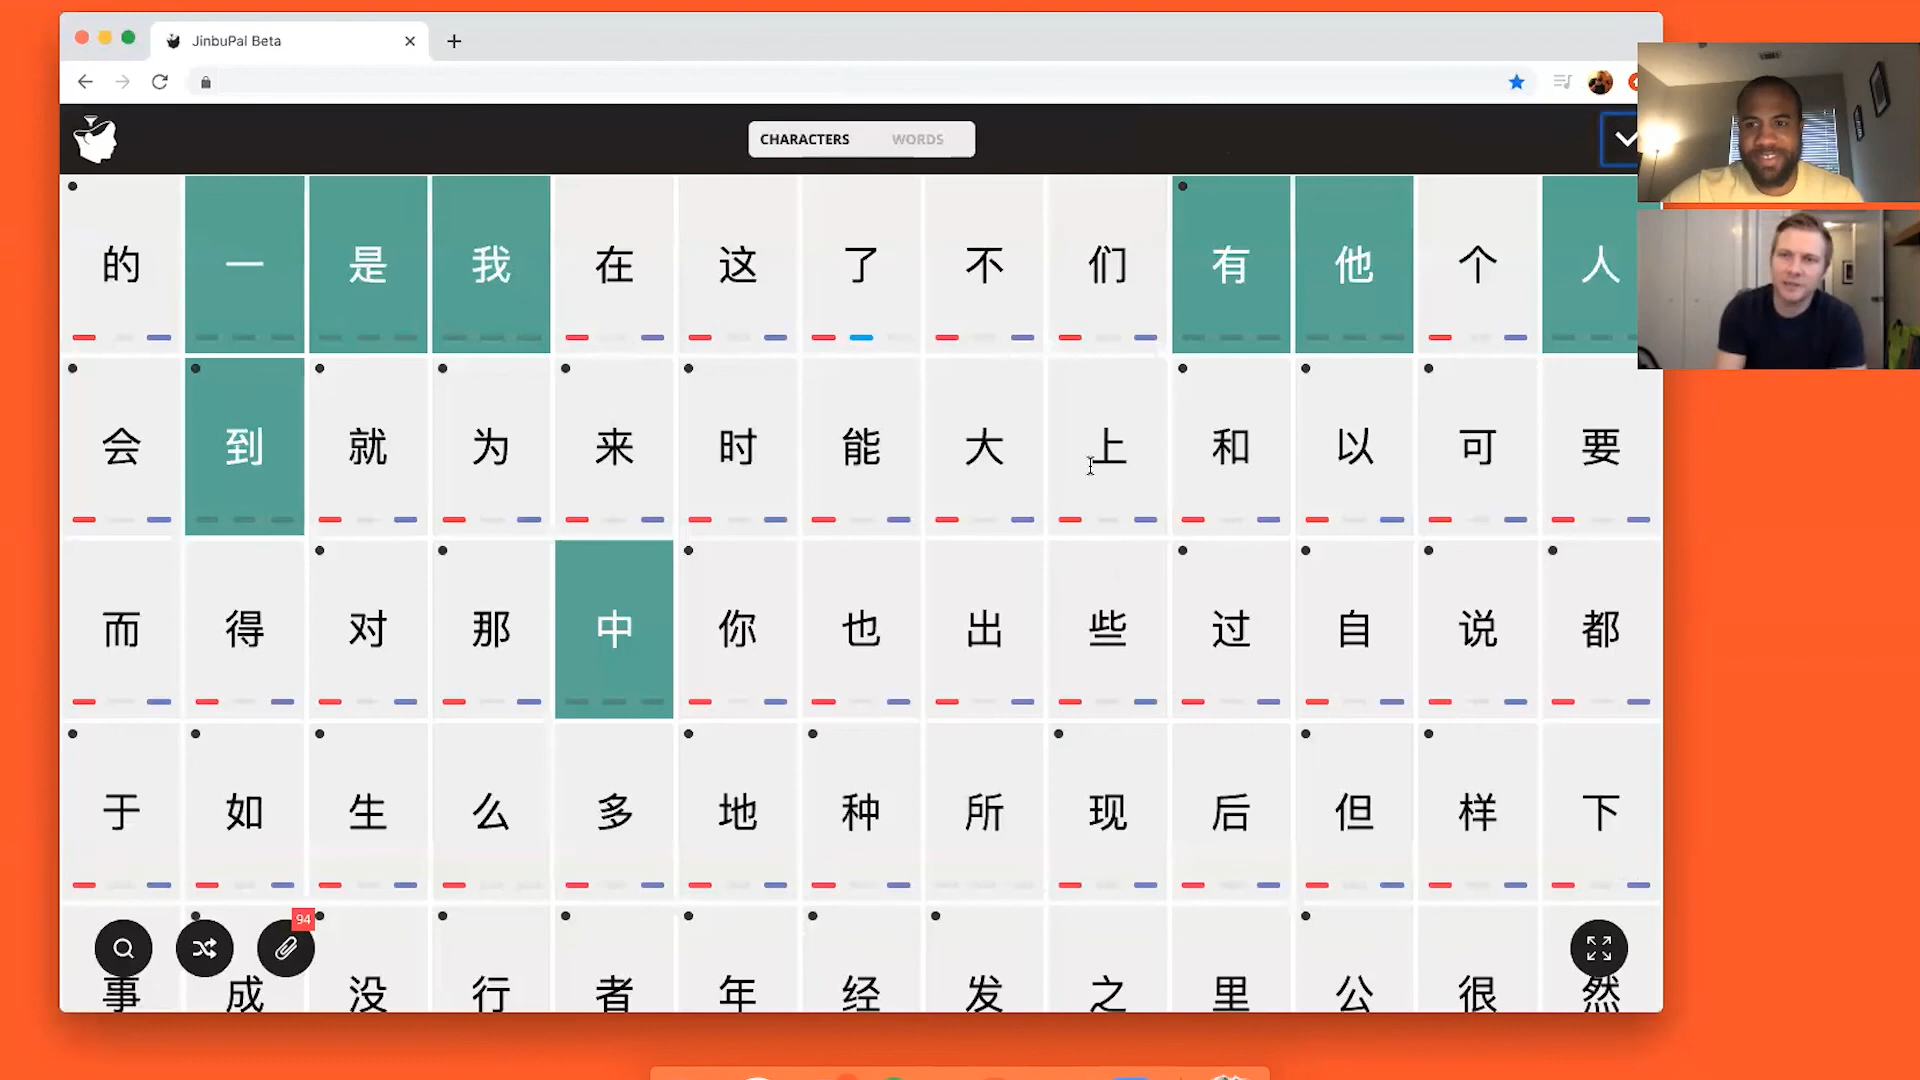 JinbuPal Beta
CHARACTERS WORDS
的 一 是 我 在 这 了 不 们 有 他 个 人
会 到 就 为 来 时 能 大 上 和 以 可 要
而 得 对 那 中 你 也 出 些 过 自 说 都
于 如 生 么 多 地 种 所 现 后 但 样 下
94
事 成 没 行 者 年 经 发 之 里 公 很 然